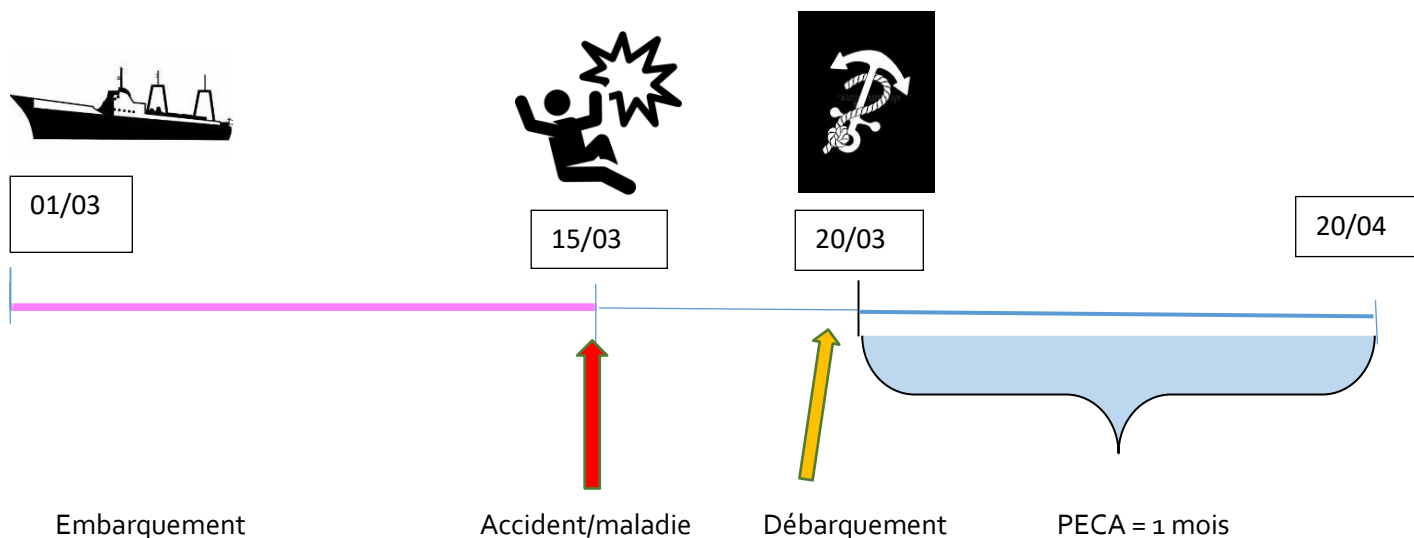 01/03
15/03
20/03
20/04
Embarquement
Accident/maladie
Débarquement
PECA = 1 mois